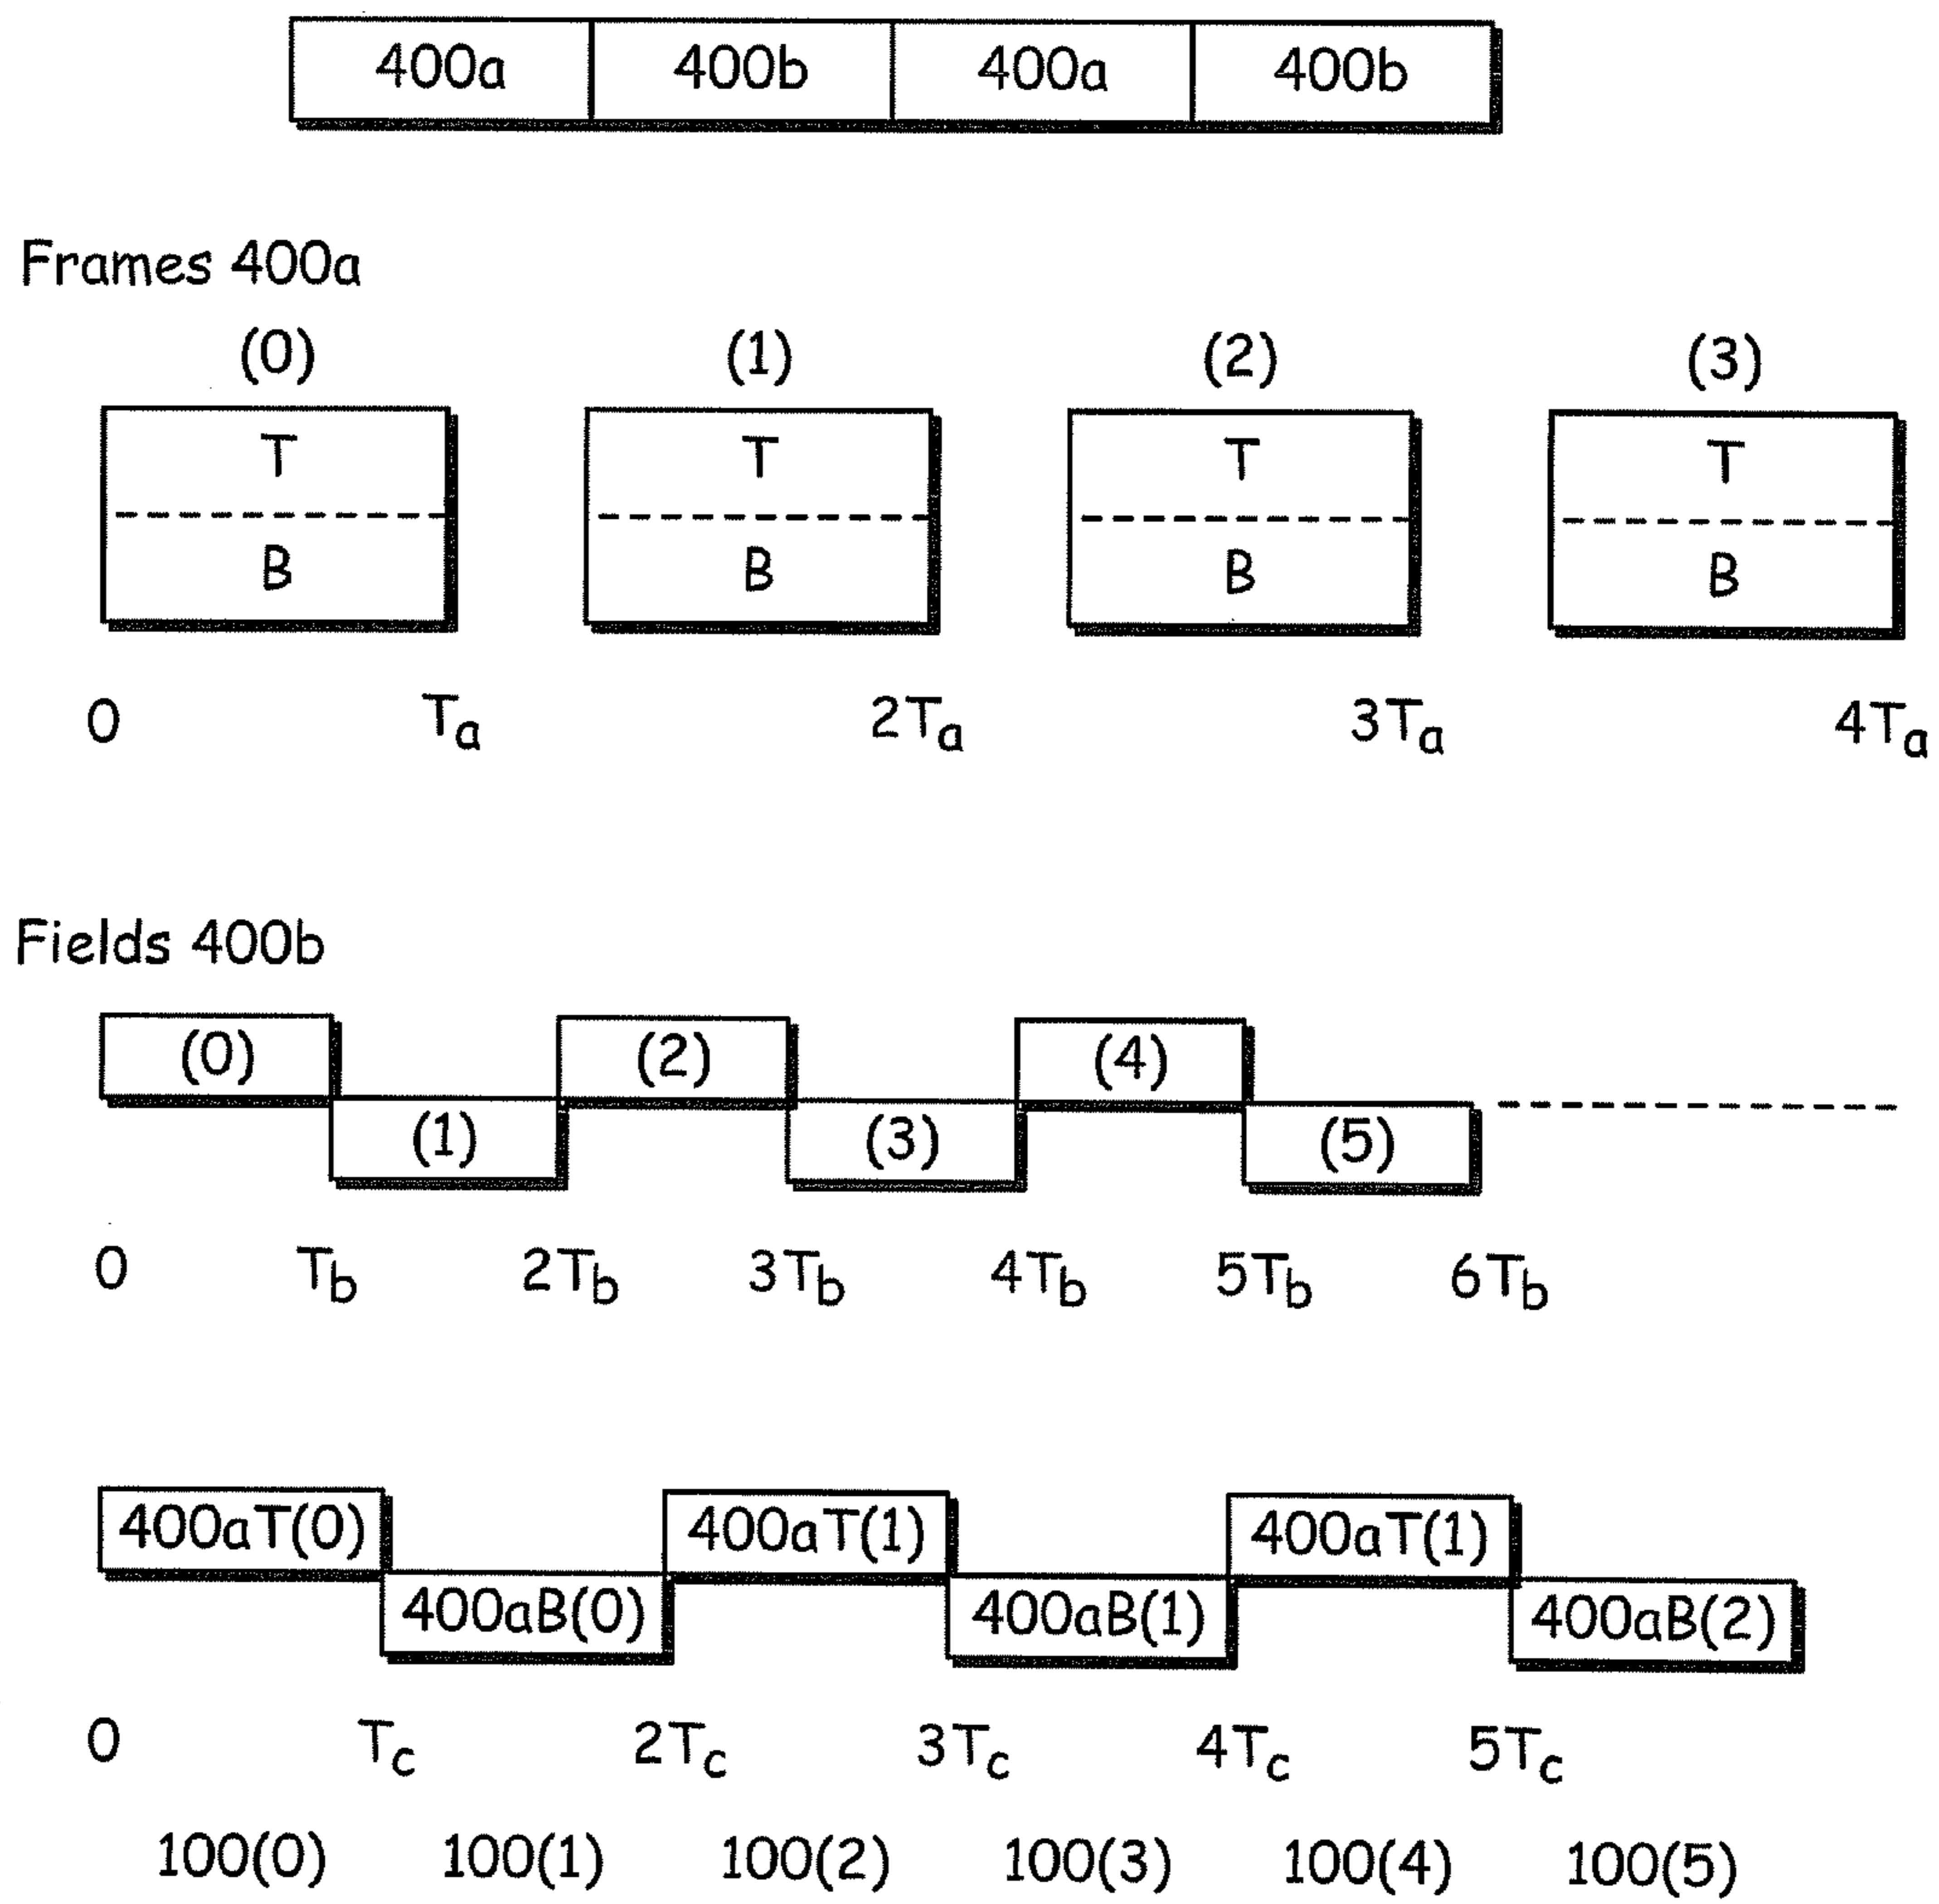 400a 400b 400a 400b
Frames 400a
(0) (1) (2) (3)
T T T T
B B B B
0 Ta 2Ta 3Ta 4Ta
Fields 400b
(0) (2) (4)
(1) (3) (5)
0 Tb 2Tb 3Tb 4Tb 5Tb 6Tb
400aT(0) 400aT(1) 400aT(1)
400aB(0) 400aB(1) 400aB(2)
0 Tc 2Tc 3Tc 4Tc 5Tc
100(0) 100(1) 100(2) 100(3) 100(4) 100(5)